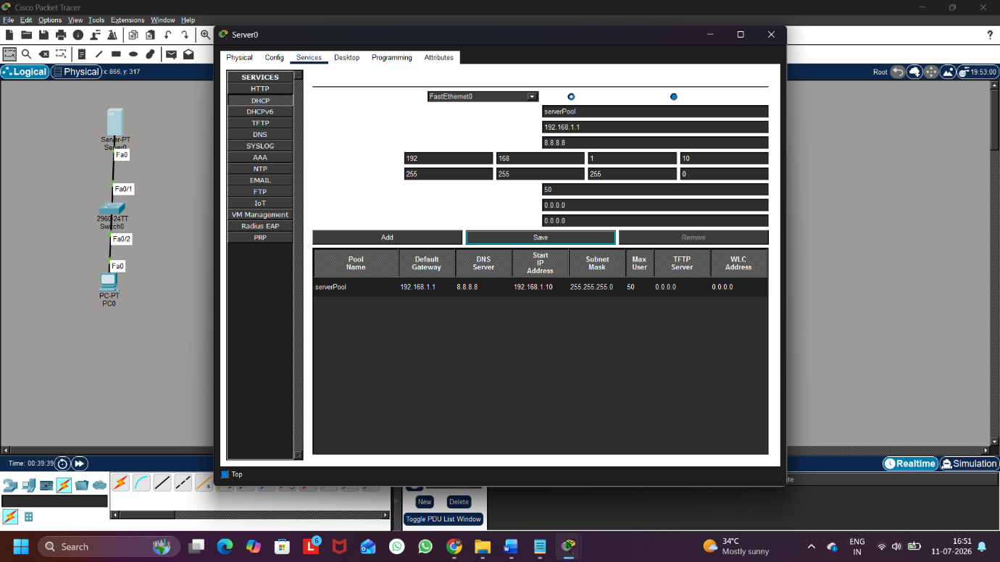 Cisco Packet Tracer
File Edit Options View Tools Extensions Window Help
Server0
Physical Config Services Desktop Programming Attributes
Logical Physical x: 866, y: 317
Root 19:53:00
SERVICES
HTTP
DHCP
DHCPv6
TFTP
DNS
SYSLOG
AAA
NTP
EMAIL
FTP
IoT
VM Management
Radius EAP
PRP
FastEthernet0
serverPool
192.168.1.1
8.8.8.8
192 168 1 10
255 255 255 0
50
0.0.0.0
0.0.0.0
Add Save Remove
Pool Name Default Gateway DNS Server Start IP Address Subnet Mask Max User TFTP Server WLC Address
serverPool 192.168.1.1 8.8.8.8 192.168.1.10 255.255.255.0 50 0.0.0.0 0.0.0.0
Top
Server-PT
Server0
Fa0
Fa0/1
2960-24TT
Switch0
Fa0/2
Fa0
PC-PT
PC0
Time: 00:39:39
Realtime Simulation
New Delete
Toggle PDU List Window
Search
6
34°C
Mostly sunny
ENG
IN
16:51
11-07-2026